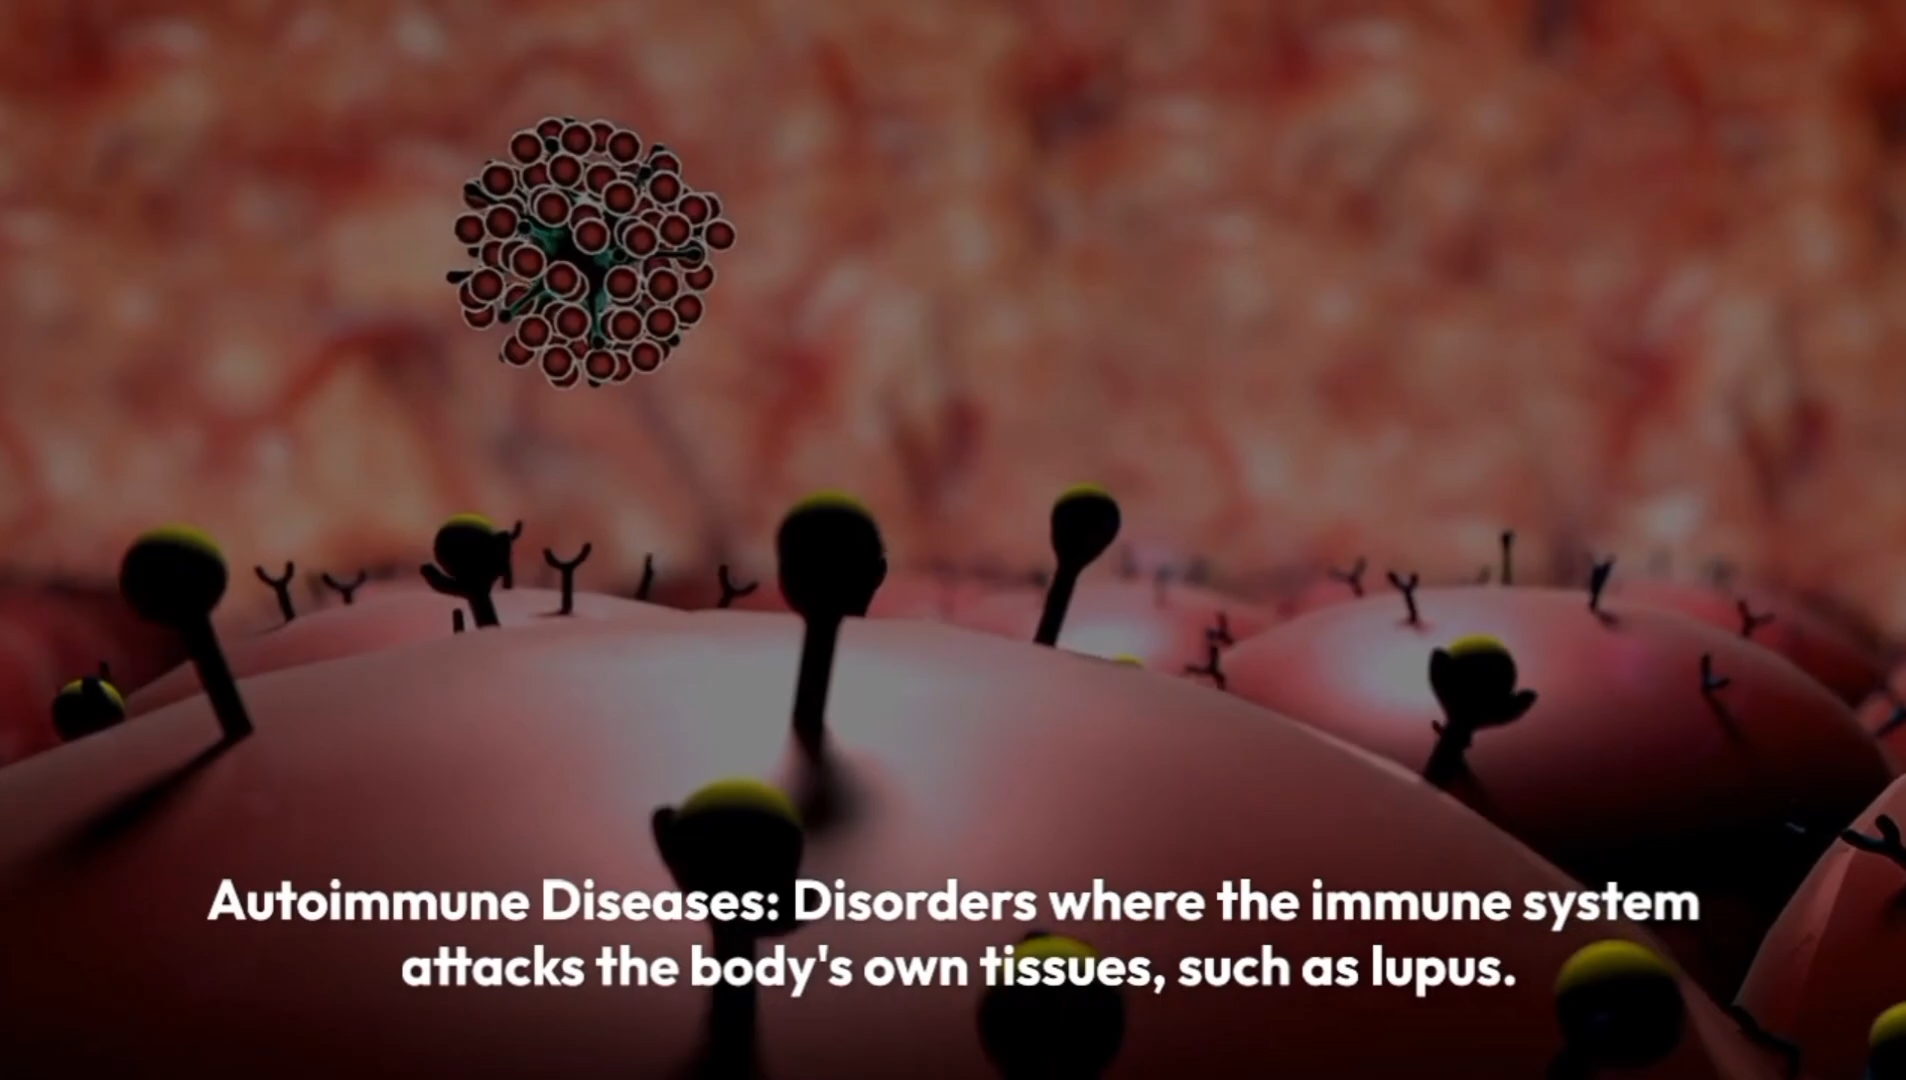 Autoimmune Diseases: Disorders where the immune system
attacks the body's own tissues, such as lupus.